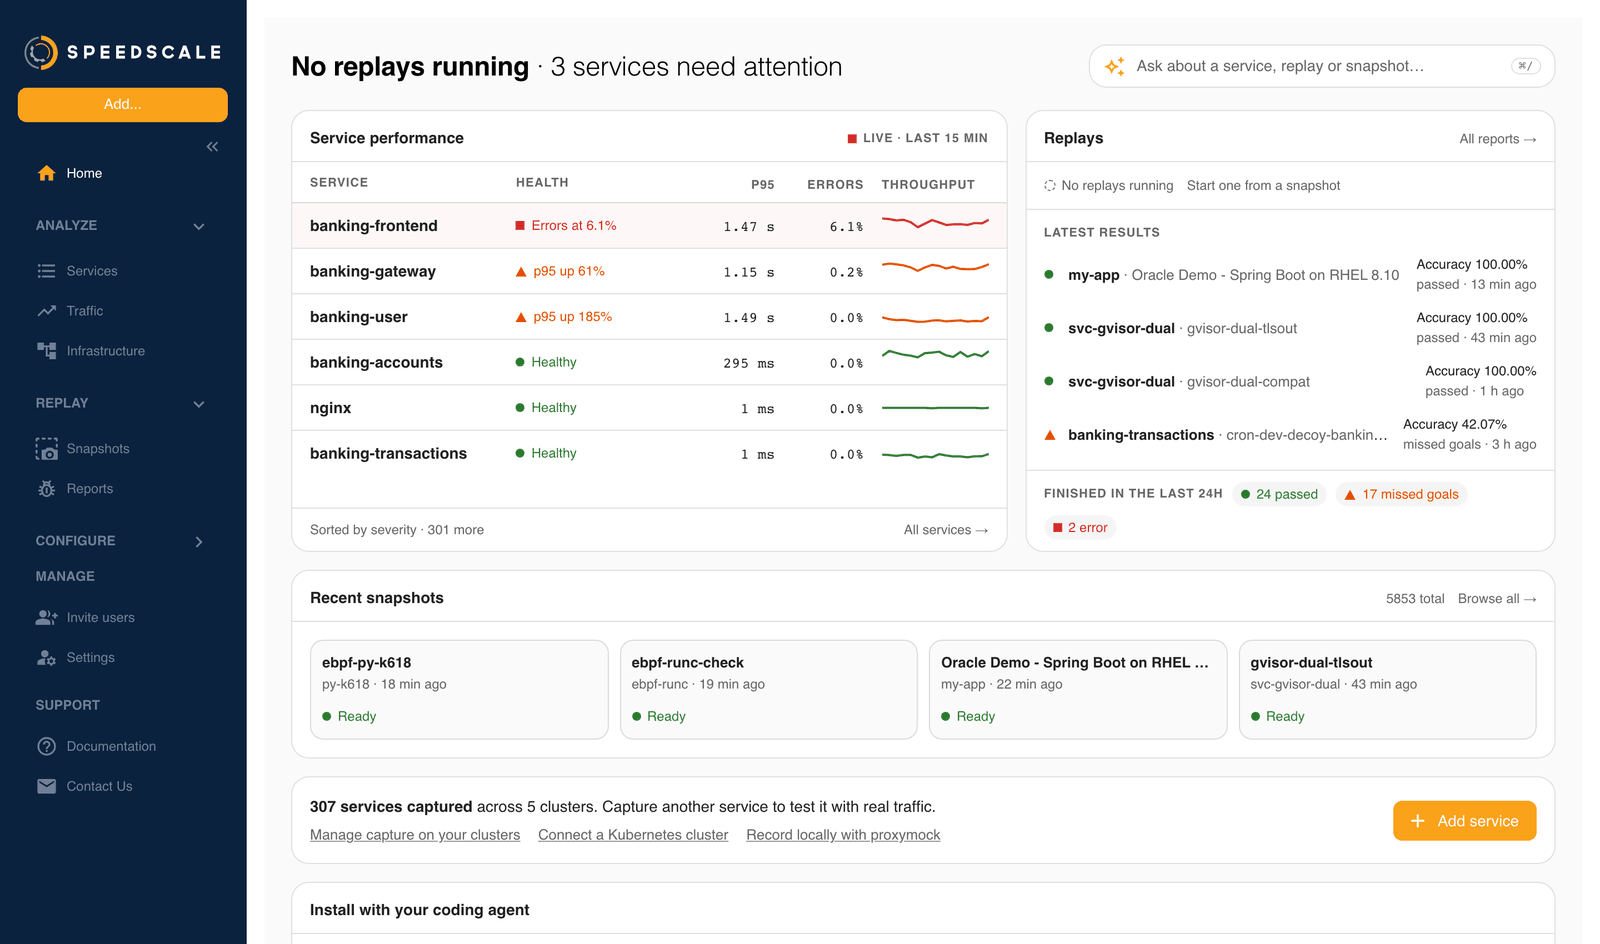 SPEEDSCALE
Add...
Home
ANALYZE
Services
Traffic
Infrastructure
REPLAY
Snapshots
Reports
CONFIGURE
MANAGE
Invite users
Settings
SUPPORT
Documentation
Contact Us
No replays running · 3 services need attention
Ask about a service, replay or snapshot… ⌘/
Service performance LIVE · LAST 15 MIN
SERVICE HEALTH P95 ERRORS THROUGHPUT
banking-frontend Errors at 6.1% 1.47 s 6.1%
banking-gateway p95 up 61% 1.15 s 0.2%
banking-user p95 up 185% 1.49 s 0.0%
banking-accounts Healthy 295 ms 0.0%
nginx Healthy 1 ms 0.0%
banking-transactions Healthy 1 ms 0.0%
Sorted by severity · 301 more All services →
Replays All reports →
No replays running Start one from a snapshot
LATEST RESULTS
my-app · Oracle Demo - Spring Boot on RHEL 8.10
Accuracy 100.00%
passed · 13 min ago
svc-gvisor-dual · gvisor-dual-tlsout
Accuracy 100.00%
passed · 43 min ago
svc-gvisor-dual · gvisor-dual-compat
Accuracy 100.00%
passed · 1 h ago
banking-transactions · cron-dev-decoy-bankin…
Accuracy 42.07%
missed goals · 3 h ago
FINISHED IN THE LAST 24H 24 passed 17 missed goals
2 error
Recent snapshots 5853 total Browse all →
ebpf-py-k618
py-k618 · 18 min ago
Ready
ebpf-runc-check
ebpf-runc · 19 min ago
Ready
Oracle Demo - Spring Boot on RHEL …
my-app · 22 min ago
Ready
gvisor-dual-tlsout
svc-gvisor-dual · 43 min ago
Ready
307 services captured across 5 clusters. Capture another service to test it with real traffic.
Manage capture on your clusters Connect a Kubernetes cluster Record locally with proxymock
+ Add service
Install with your coding agent